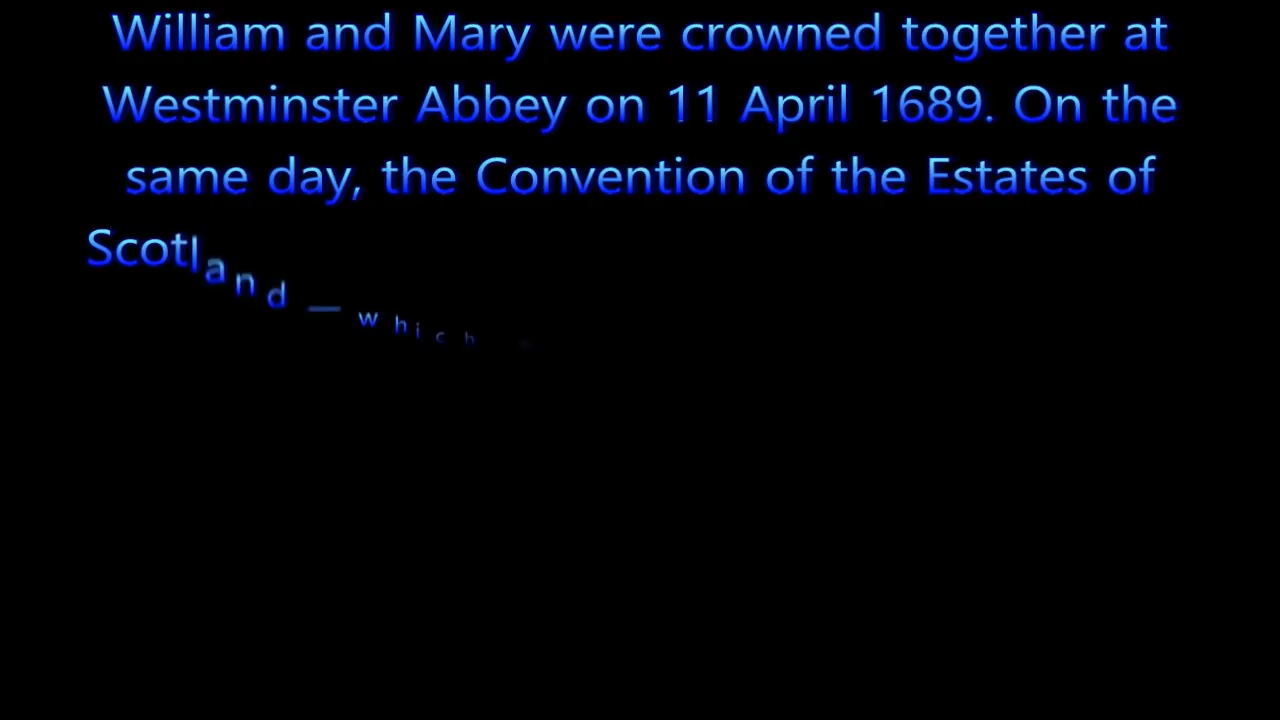 William and Mary were crowned together at
Westminster Abbey on 11 April 1689. On the
same day, the Convention of the Estates of
Scotland — which